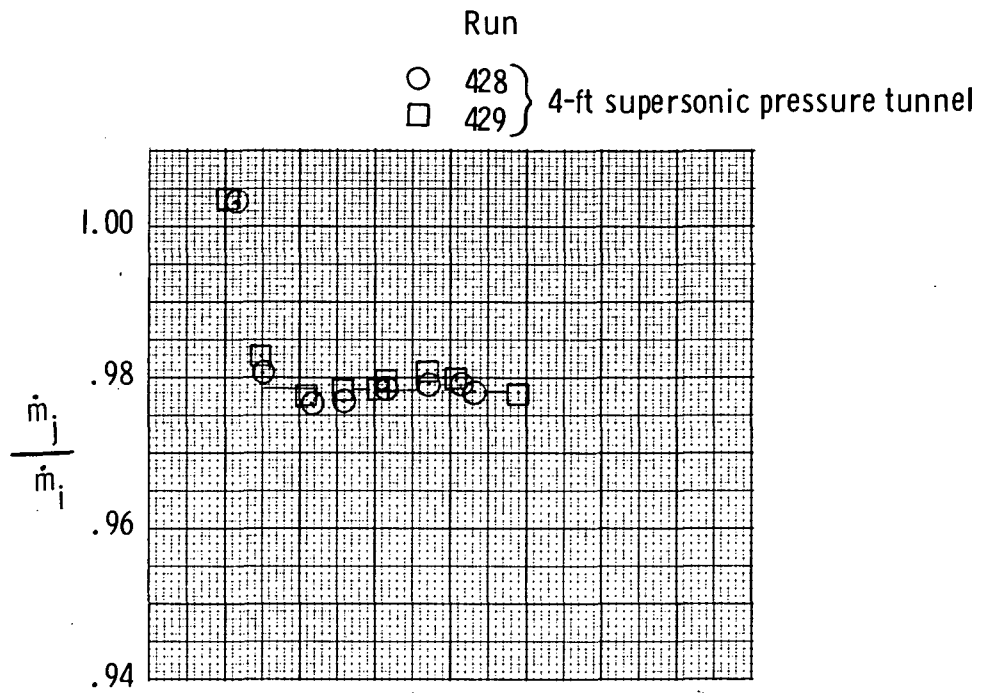 Run
428
429
4-ft supersonic pressure tunnel
1.00
.98
ṁj
ṁi
.96
.94